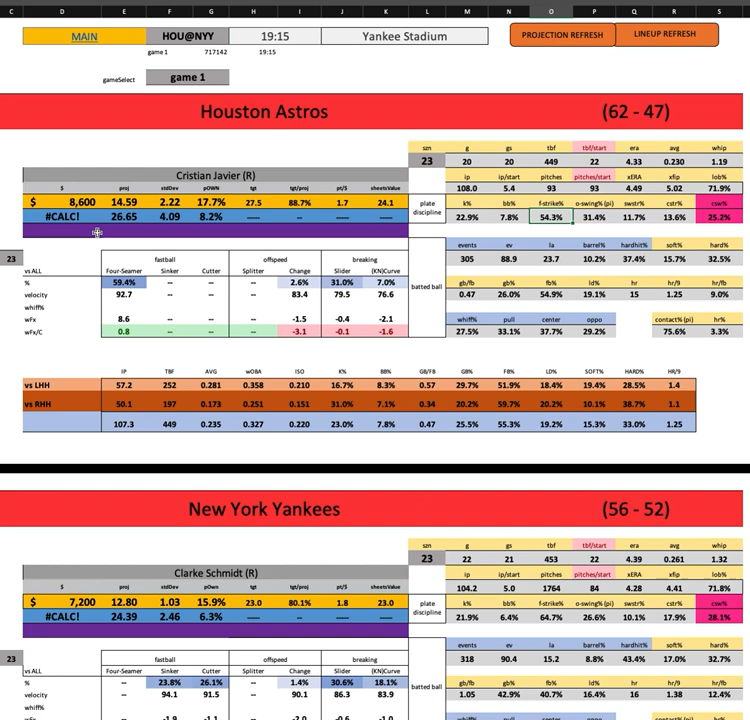 C D E F G H I J K L M N O P Q R S
MAIN HOU@NYY 19:15 Yankee Stadium PROJECTION REFRESH LINEUP REFRESH
game 1 717142 19:15
gameSelect game 1
Houston Astros (62 - 47)
szn g gs tbf tbf/start era avg whip
23 20 20 449 22 4.33 0.230 1.19
Cristian Javier (R) ip ip/start pitches pitches/start xERA xfip lob%
$ proj stdDev pOWN tgt tgt/proj pt/$ sheetsValue 108.0 5.4 93 93 4.49 5.02 71.9%
$ 8,600 14.59 2.22 17.7% 27.5 88.7% 1.7 24.1 plate discipline k% bb% f-strike% o-swing% (pi) swstr% cstr% csw%
#CALC! 26.65 4.09 8.2% ---- -- ---- ---- 22.9% 7.8% 54.3% 31.4% 11.7% 13.6% 25.2%
events ev la barrel% hardhit% soft% hard%
23 fastball offspeed breaking 305 88.9 23.7 10.2% 37.4% 15.7% 32.5%
vs ALL Four-Seamer Sinker Cutter Splitter Change Slider (KN)Curve batted ball
% 59.4% -- -- -- 2.6% 31.0% 7.0% gb/fb gb% fb% ld% hr hr/9 hr/fb
velocity 92.7 -- -- -- 83.4 79.5 76.6 0.47 26.0% 54.9% 19.1% 15 1.25 9.0%
whiff%
wFx 8.6 -- -- -- -1.5 -0.4 -2.1 whiff% pull center oppo contact% (pi) hr%
wFx/C 0.8 -- -- -- -3.1 -0.1 -1.6 27.5% 33.1% 37.7% 29.2% 75.6% 3.3%
IP TBF AVG wOBA ISO K% BB% GB/FB GB% FB% LD% SOFT% HARD% HR/9
vs LHH 57.2 252 0.281 0.358 0.210 16.7% 8.3% 0.57 29.7% 51.9% 18.4% 19.4% 28.5% 1.4
vs RHH 50.1 197 0.173 0.251 0.151 31.0% 7.1% 0.34 20.2% 59.7% 20.2% 10.1% 38.7% 1.1
107.3 449 0.235 0.327 0.220 23.0% 7.8% 0.47 25.5% 55.3% 19.2% 15.3% 33.0% 1.25
New York Yankees (56 - 52)
szn g gs tbf tbf/start era avg whip
23 22 21 453 22 4.39 0.261 1.32
Clarke Schmidt (R) ip ip/start pitches pitches/start xERA xfip lob%
$ proj stdDev pOwn tgt tgt/proj pt/$ sheetsValue 104.2 5.0 1764 84 4.28 4.41 71.8%
$ 7,200 12.80 1.03 15.9% 23.0 80.1% 1.8 23.0 plate discipline k% bb% f-strike% o-swing% (pi) swstr% cstr% csw%
#CALC! 24.39 2.46 6.3% ---- -- ---- ---- 21.9% 6.4% 64.7% 26.6% 10.1% 17.9% 28.1%
events ev la barrel% hardhit% soft% hard%
23 fastball offspeed breaking 318 90.4 15.2 8.8% 43.4% 17.0% 32.7%
vs ALL Four-Seamer Sinker Cutter Splitter Change Slider (KN)Curve batted ball
% -- 23.8% 26.1% -- 1.4% 30.6% 18.1% gb/fb gb% fb% ld% hr hr/9 hr/fb
velocity -- 94.1 91.5 -- 90.1 86.3 83.9 1.05 42.9% 40.7% 16.4% 16 1.38 12.4%
whiff%